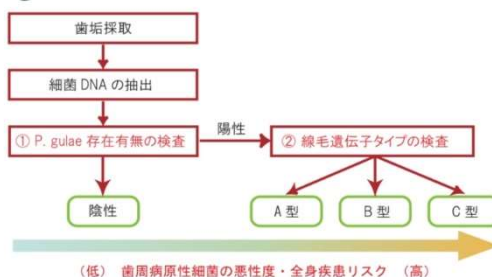 歯垢採取
細菌 DNA の抽出
① P. gulae 存在有無の検査
陽性
② 線毛遺伝子タイプの検査
陰性
A 型
B 型
C 型
(低) 歯周病原性細菌の悪性度・全身疾患リスク (高)